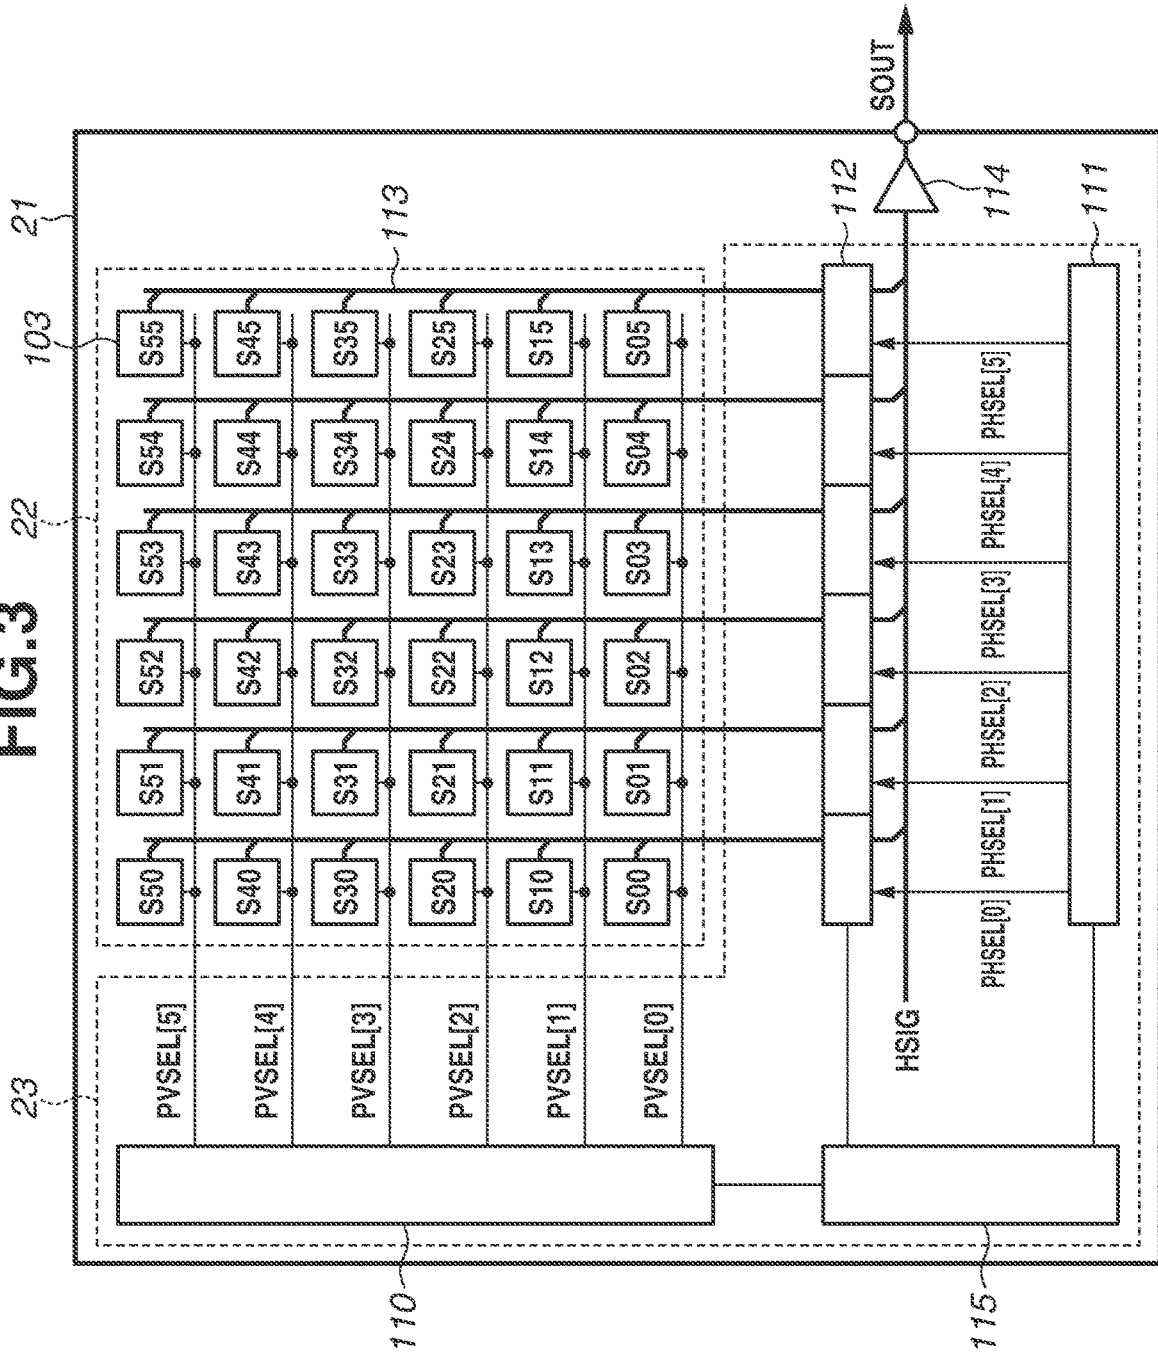 FIG.3
23
22
103
21
S50 S51 S52 S53 S54 S55
PVSEL[5]
S40 S41 S42 S43 S44 S45
PVSEL[4]
S30 S31 S32 S33 S34 S35
PVSEL[3]
113
110
S20 S21 S22 S23 S24 S25
PVSEL[2]
S10 S11 S12 S13 S14 S15
PVSEL[1]
S00 S01 S02 S03 S04 S05
PVSEL[0]
112
SOUT
HSIG
115
PHSEL[0] PHSEL[1] PHSEL[2] PHSEL[3] PHSEL[4] PHSEL[5]
114
111